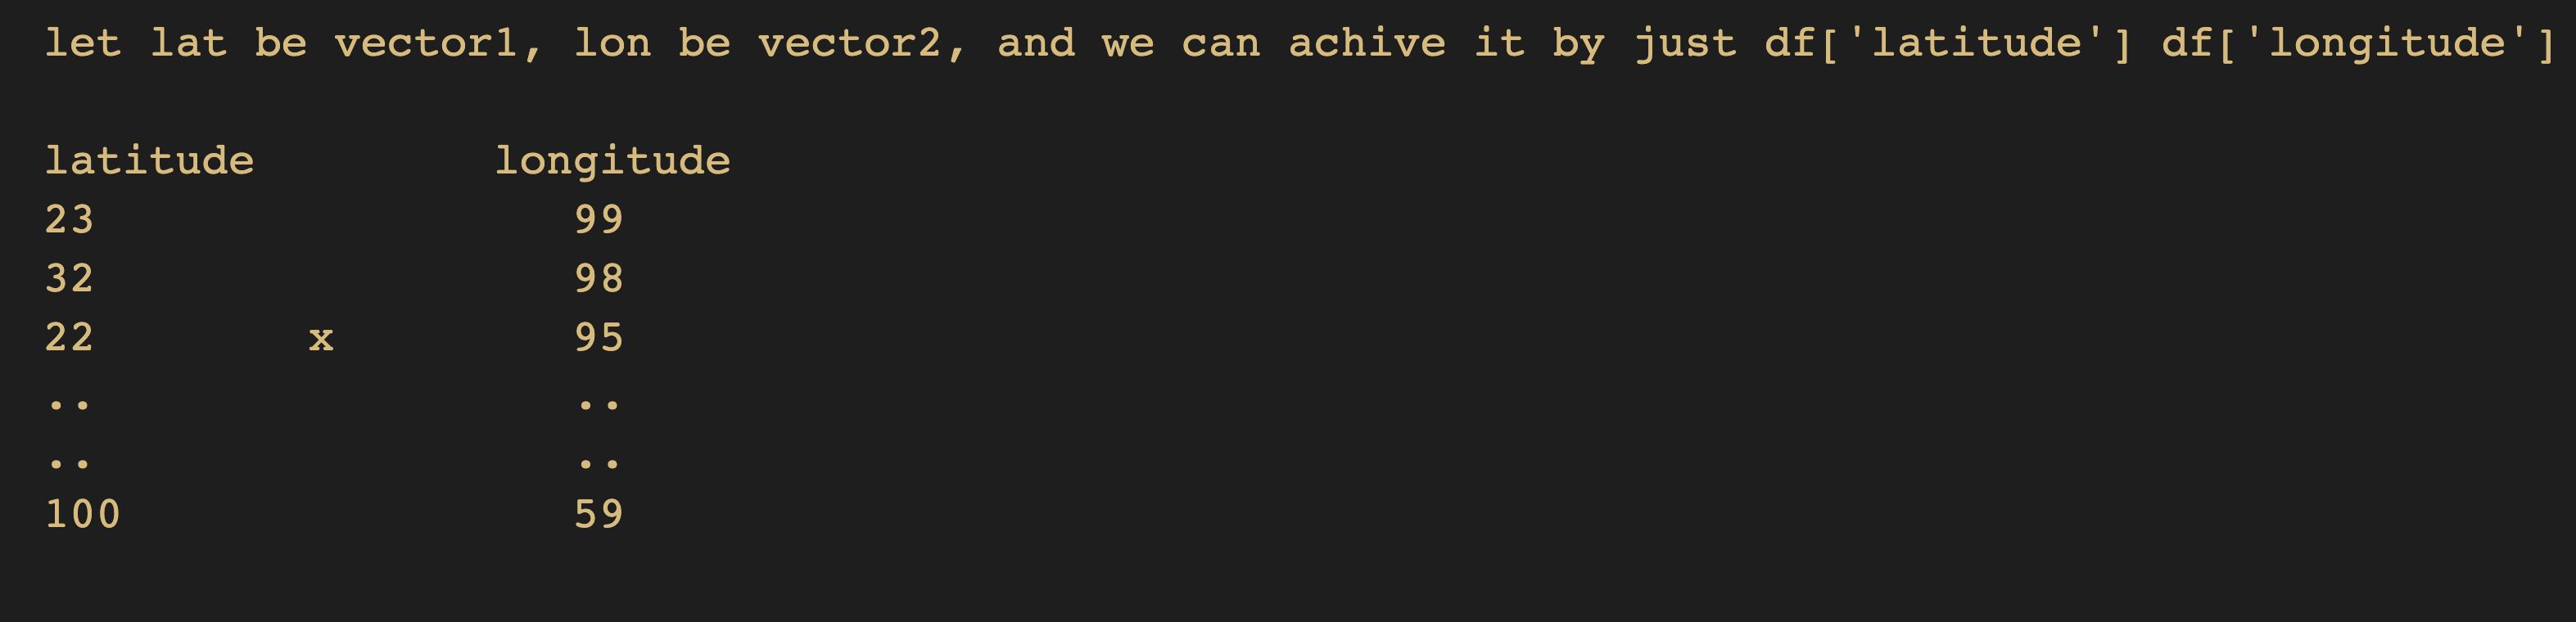 let lat be vector1, lon be vector2, and we can achive it by just df['latitude'] df['longitude']
latitude longitude
23 99
32 98
22 x 95
.. ..
.. ..
100 59